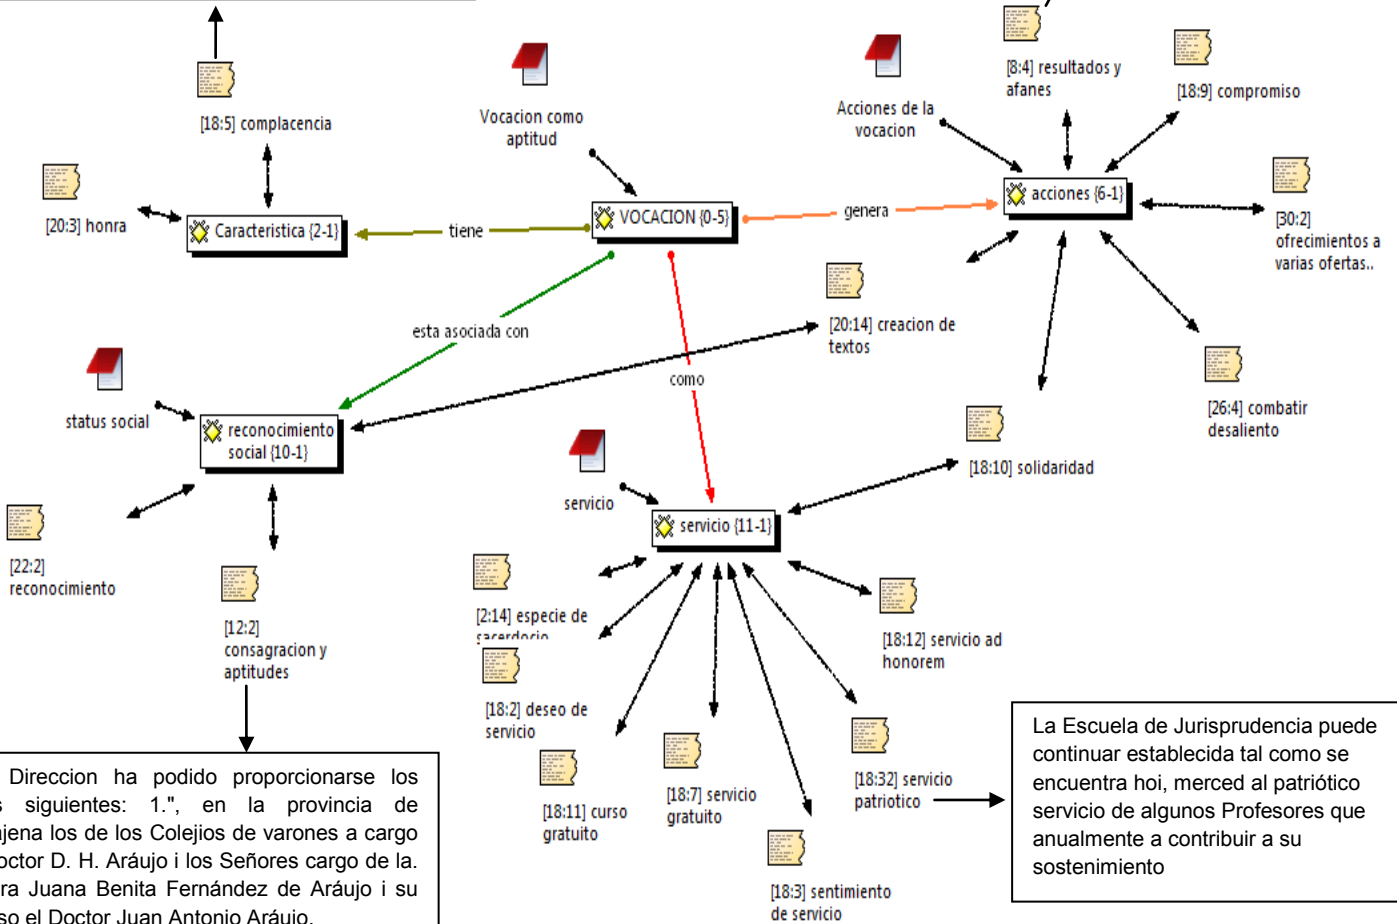 [8:4] resultados y
afanes
[18:9] compromiso
[18:5] complacencia
Vocacion como
aptitud
Acciones de la
vocacion
[20:3] honra
Caracteristica {2-1}
tiene
VOCACION {0-5}
genera
acciones {6-1}
[30:2]
ofrecimientos a
varias ofertas..
esta asociada con
[20:14] creacion de
textos
como
status social
reconocimiento
social {10-1}
[26:4] combatir
desaliento
[18:10] solidaridad
servicio
servicio {11-1}
[22:2]
reconocimiento
[12:2]
consagracion y
aptitudes
[2:14] especie de
sacerdocio
[18:12] servicio ad
honorem
[18:2] deseo de
servicio
[18:11] curso
gratuito
[18:7] servicio
gratuito
[18:32] servicio
patriotico
[18:3] sentimiento
de servicio
La Escuela de Jurisprudencia puede
continuar establecida tal como se
encuentra hoi, merced al patriótico
servicio de algunos Profesores que
anualmente a contribuir a su
sostenimiento
Direccion ha podido proporcionarse los
siguientes: 1.", en la provincia de
ajena los de los Colejios de varones a cargo
octor D. H. Aráujo i los Señores cargo de la.
ra Juana Benita Fernández de Aráujo i su
so el Doctor Juan Antonio Aráujo.